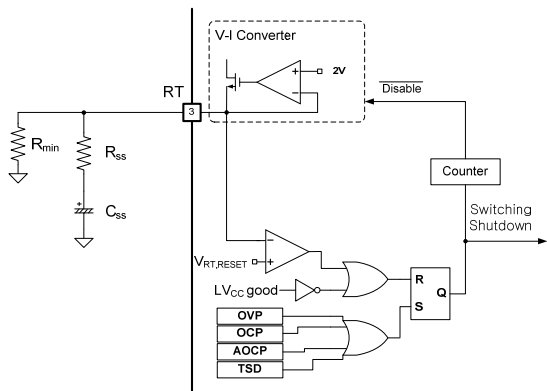 V-I Converter
+
2V
−
RT
3
Disable
Rmin
Rss
+
Css
Counter
Switching
Shutdown
−
VRT,RESET
+
LVCC good
R
Q
S
OVP
OCP
AOCP
TSD